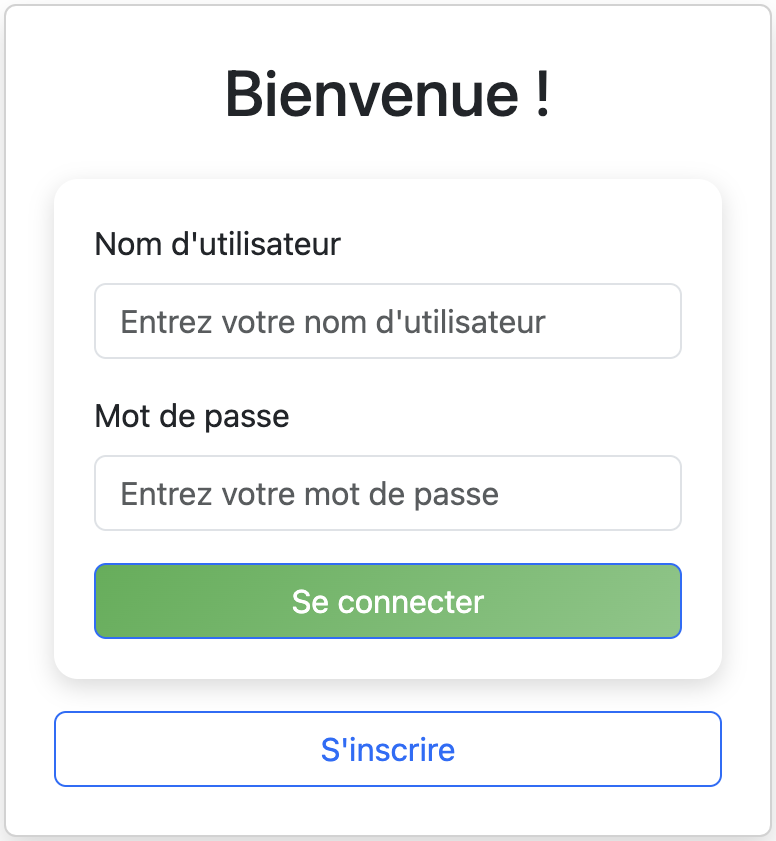 Bienvenue !
Nom d'utilisateur
Entrez votre nom d'utilisateur
Mot de passe
Entrez votre mot de passe
Se connecter
S'inscrire